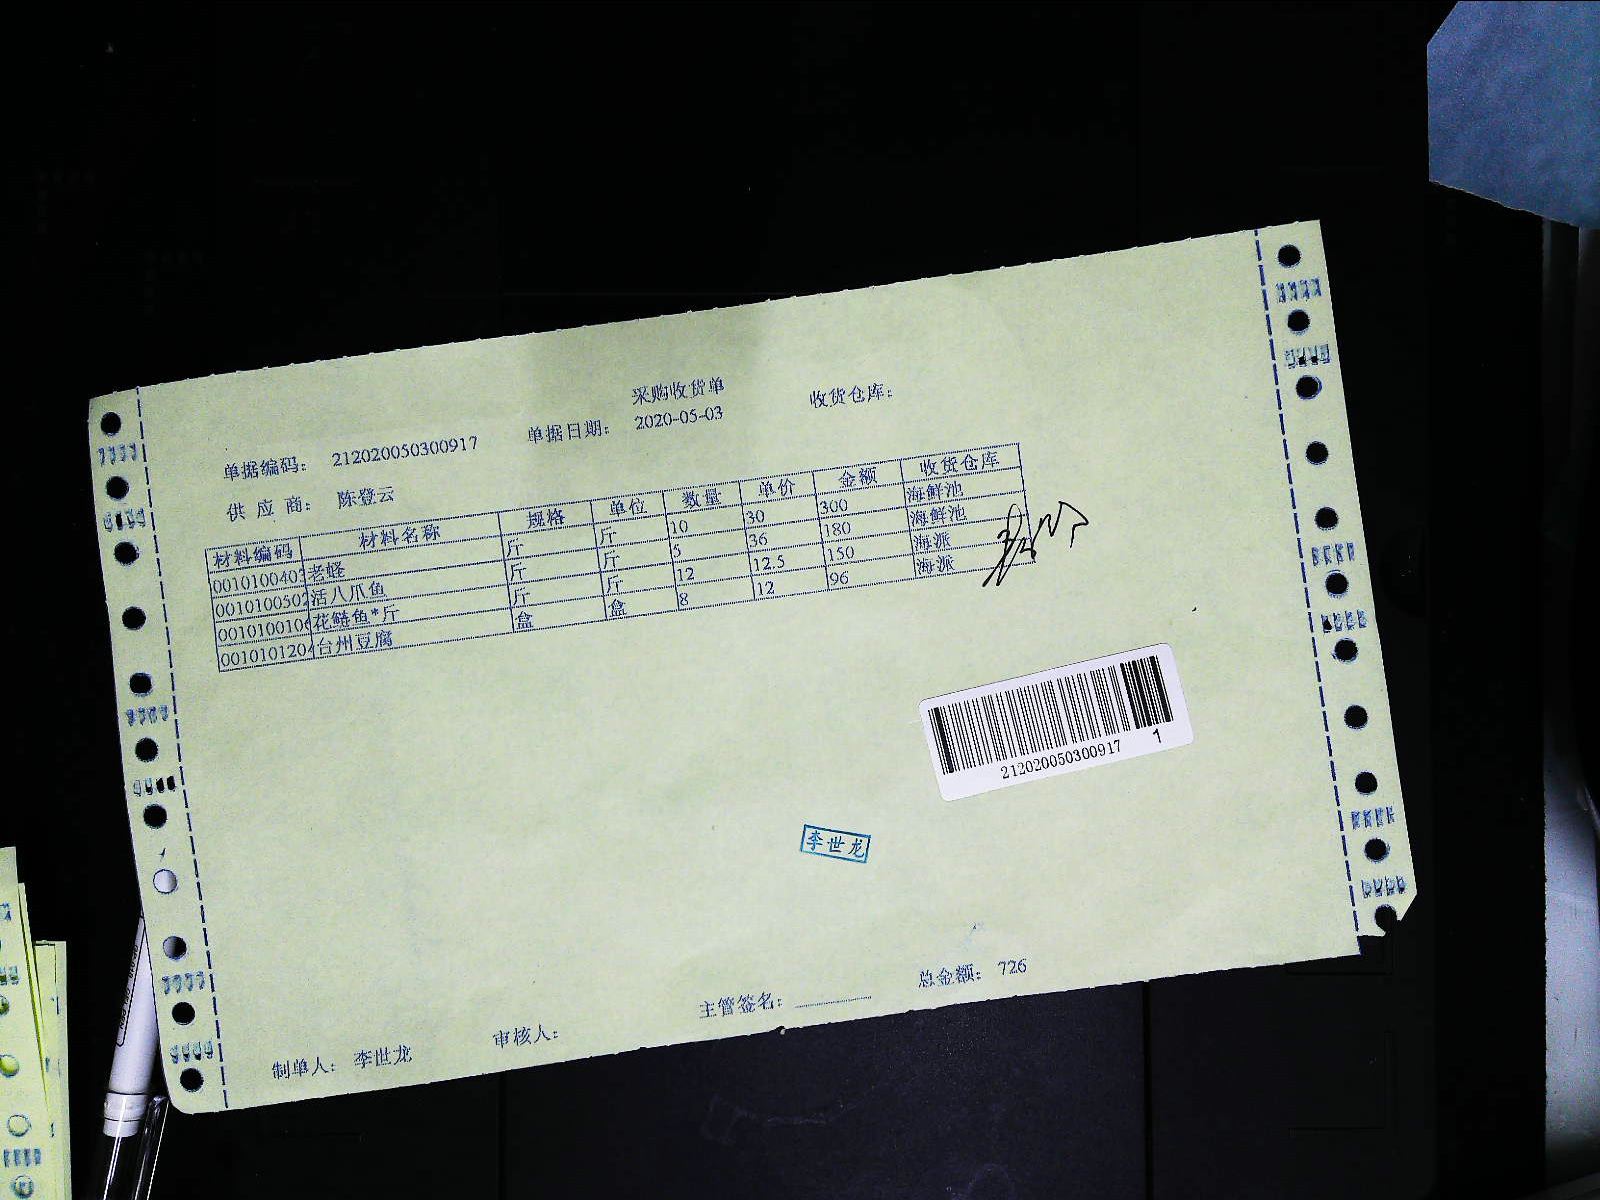 采购收货单
单据编码： 212020050300917 单据日期： 2020-05-03 收货仓库：
供 应 商： 陈登云
材料编码 材料名称 规格 单位 数量 单价 金额 收货仓库
001010040 老蛏 斤 斤 10 30 300 海鲜池
001010050 活八爪鱼 斤 斤 5 36 180 海鲜池
001010010 花鲢鱼*斤 斤 斤 12 12.5 150 海派
001010120 台州豆腐 盒 盒 8 12 96 海派
212020050300917 1
李世龙
制单人： 李世龙 审核人： 主管签名： 总金额： 726